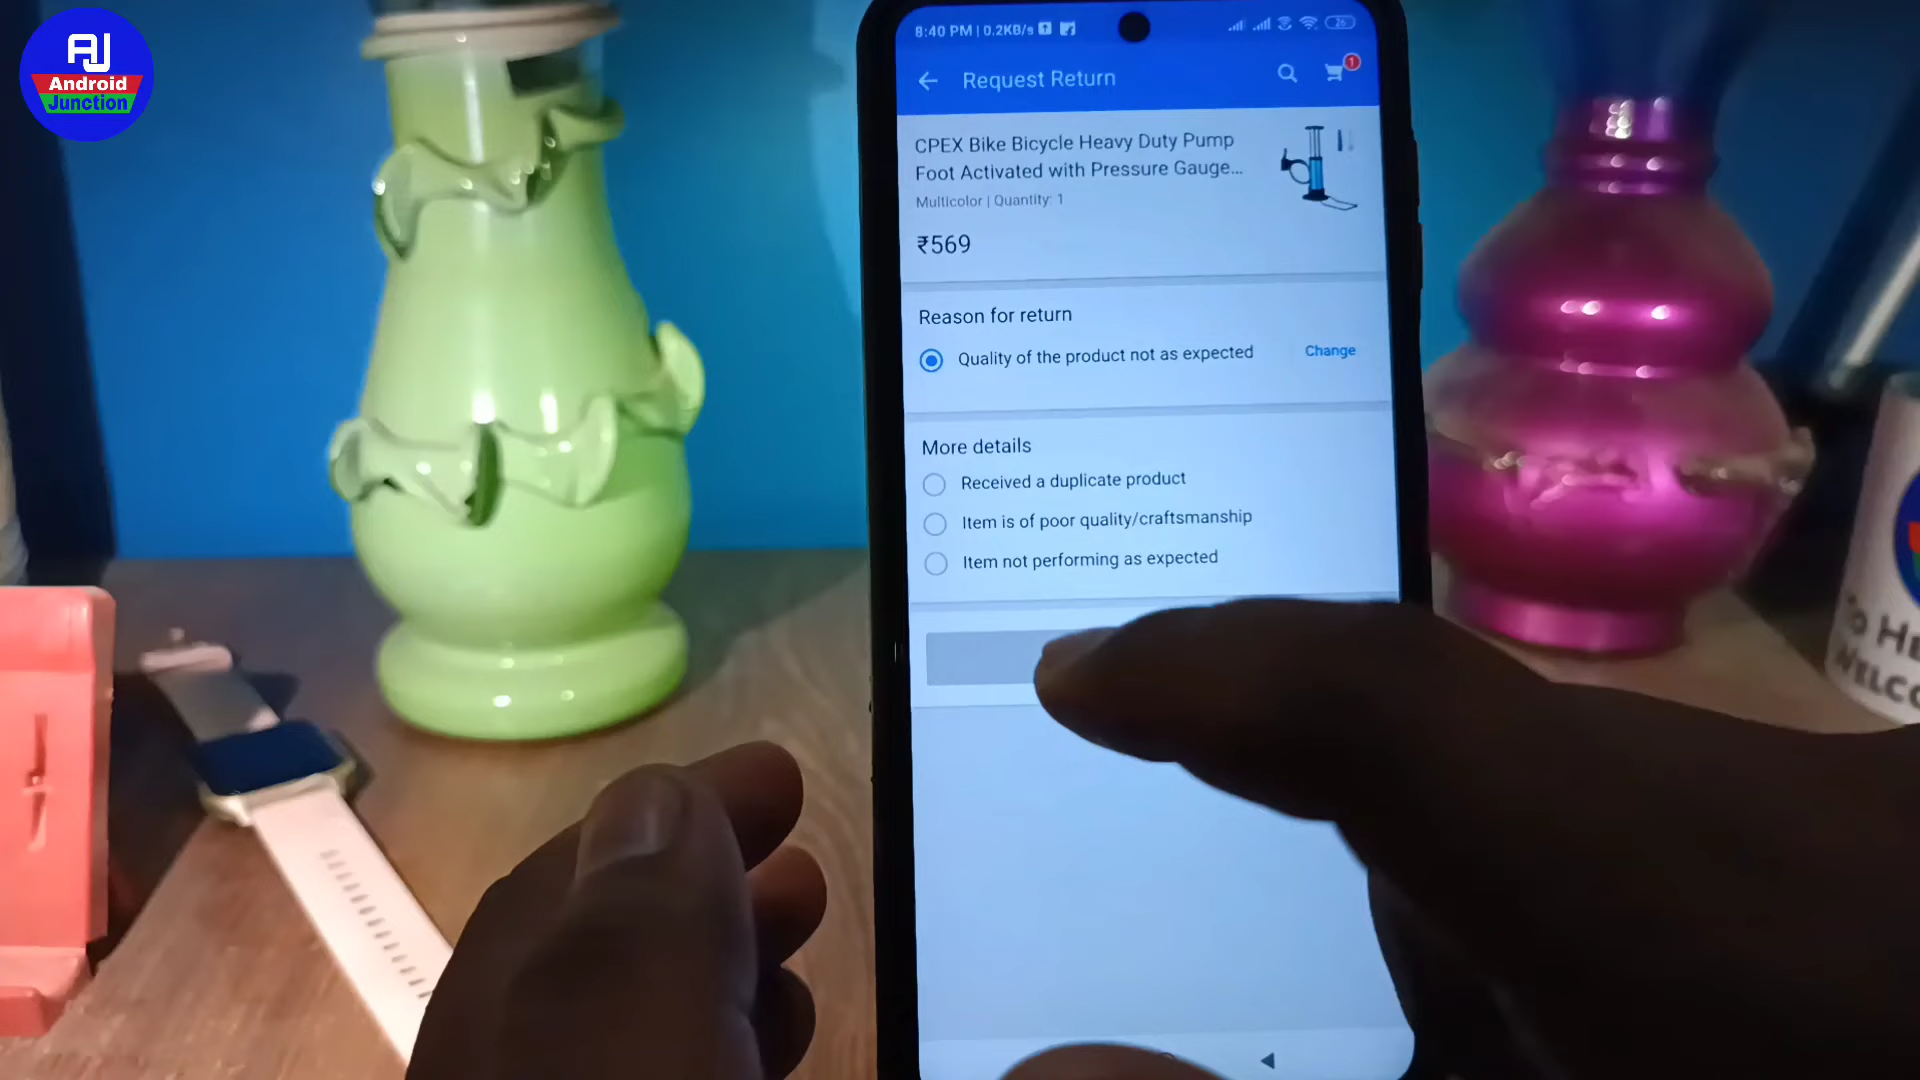 AJ
Android
Junction
8:40 PM | 0.2KB/s
26
Request Return
1
CPEX Bike Bicycle Heavy Duty Pump
Foot Activated with Pressure Gauge...
Multicolor | Quantity: 1
₹569
Reason for return
Quality of the product not as expected
Change
More details
Received a duplicate product
Item is of poor quality/craftsmanship
Item not performing as expected